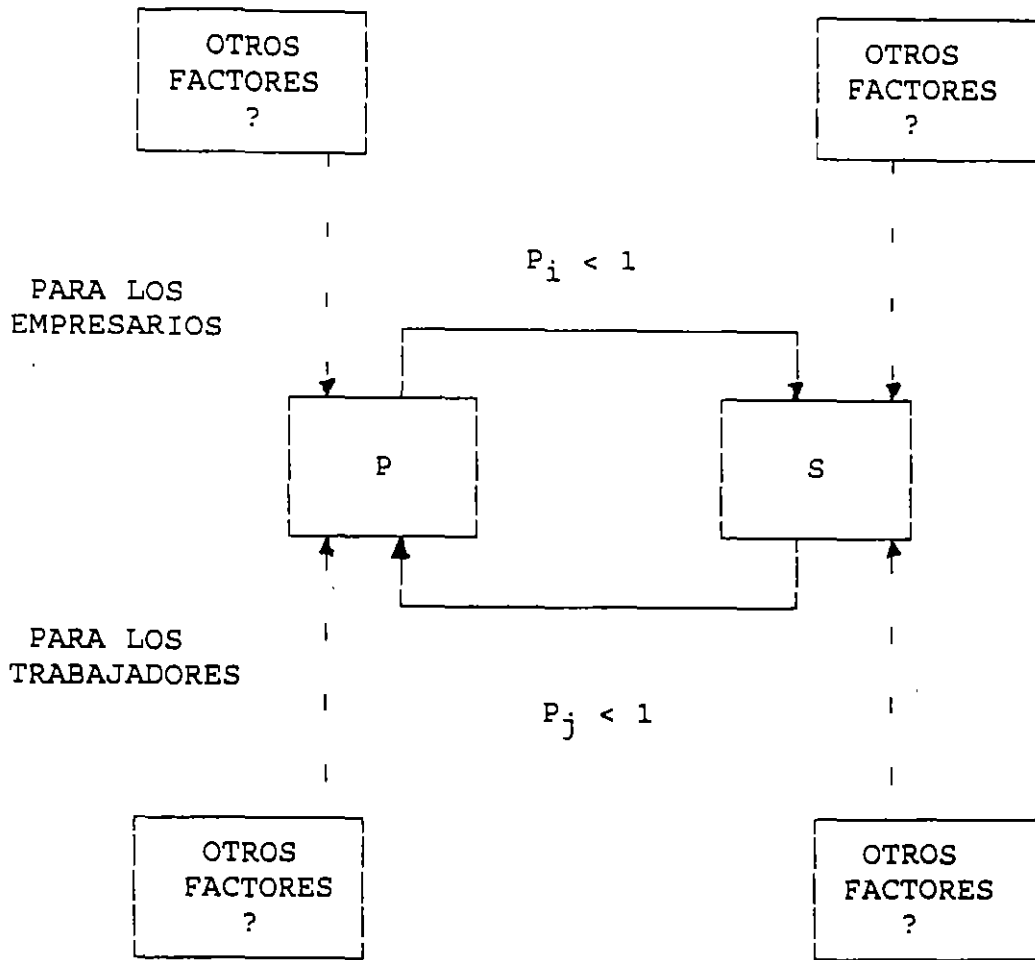 OTROS
FACTORES
?
OTROS
FACTORES
?
P_i < 1
PARA LOS
EMPRESARIOS
P
S
PARA LOS
TRABAJADORES
P_j < 1
OTROS
FACTORES
?
OTROS
FACTORES
?